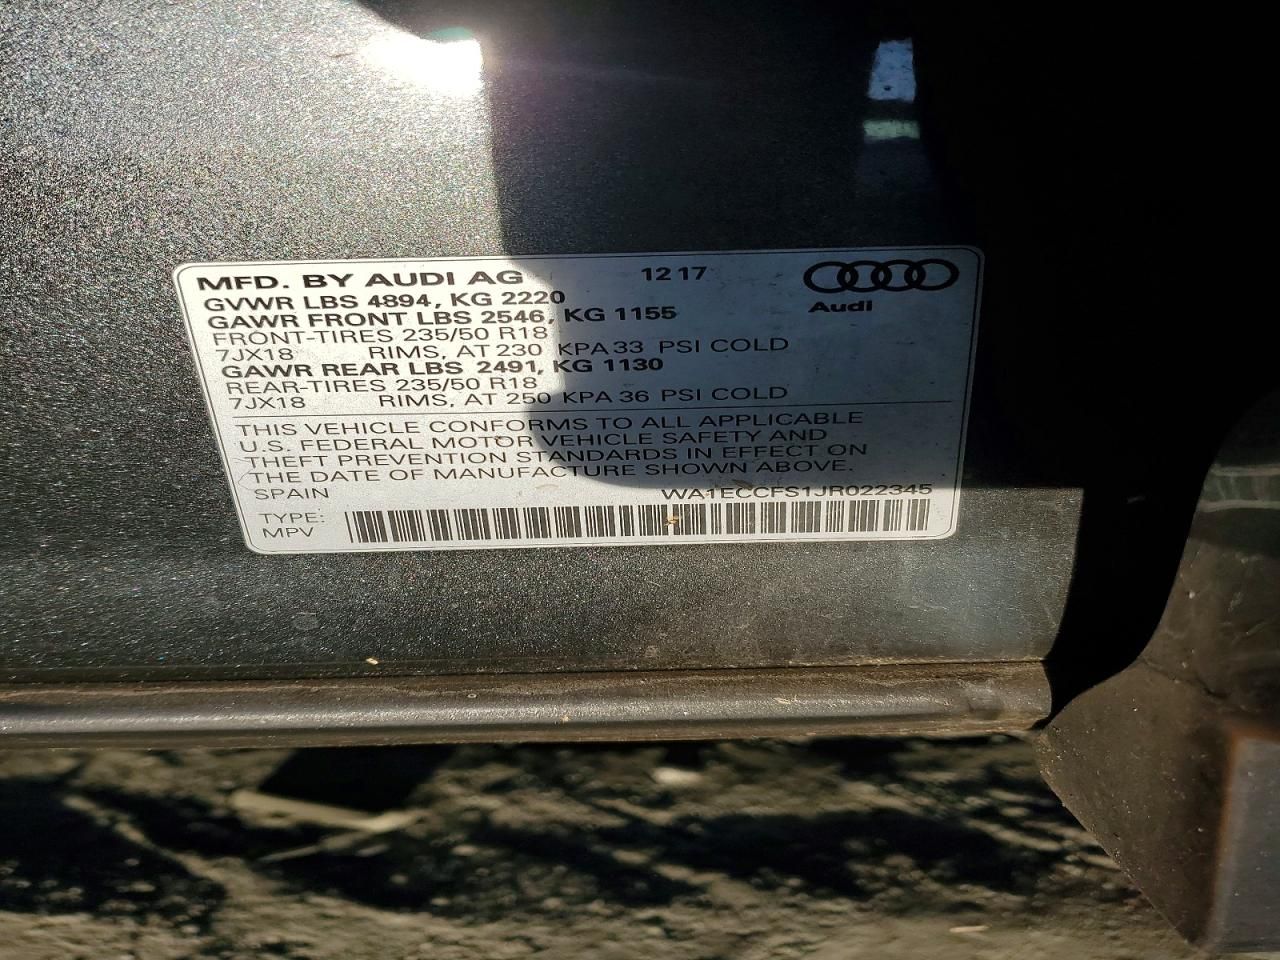 MFD. BY AUDI AG 12 17
Audi
GVWR LBS 4894, KG 2220
GAWR FRONT LBS 2546, KG 1155
FRONT-TIRES 235/50 R18
7JX18 RIMS, AT 230 KPA 33 PSI COLD
GAWR REAR LBS 2491, KG 1130
REAR-TIRES 235/50 R18
7JX18 RIMS, AT 250 KPA 36 PSI COLD
THIS VEHICLE CONFORMS TO ALL APPLICABLE
U.S. FEDERAL MOTOR VEHICLE SAFETY AND
THEFT PREVENTION STANDARDS IN EFFECT ON
THE DATE OF MANUFACTURE SHOWN ABOVE.
SPAIN WA1ECCFS1JR022345
TYPE:
MPV